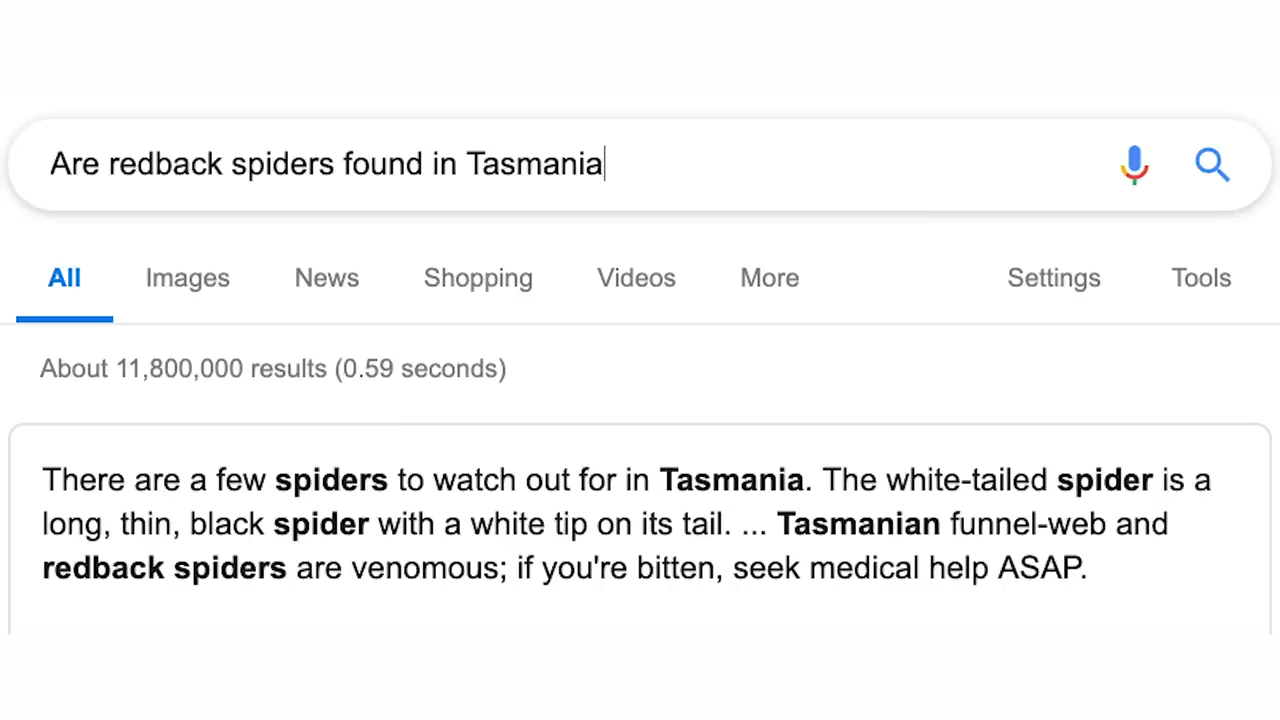 Are redback spiders found in Tasmania
All Images News Shopping Videos More Settings Tools
About 11,800,000 results (0.59 seconds)
There are a few spiders to watch out for in Tasmania. The white-tailed spider is a
long, thin, black spider with a white tip on its tail. ... Tasmanian funnel-web and
redback spiders are venomous; if you're bitten, seek medical help ASAP.